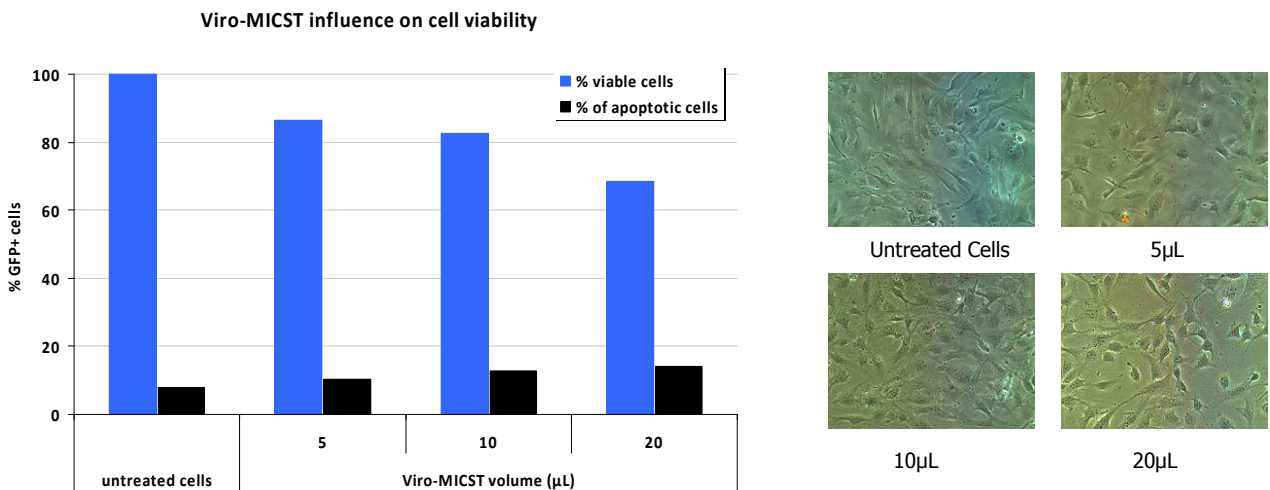 Viro-MICST influence on cell viability
% GFP+ cells
100
80
60
40
20
0
% viable cells
% of apoptotic cells
5 10 20
untreated cells Viro-MICST volume (µL)
Untreated Cells 5µL
10µL 20µL